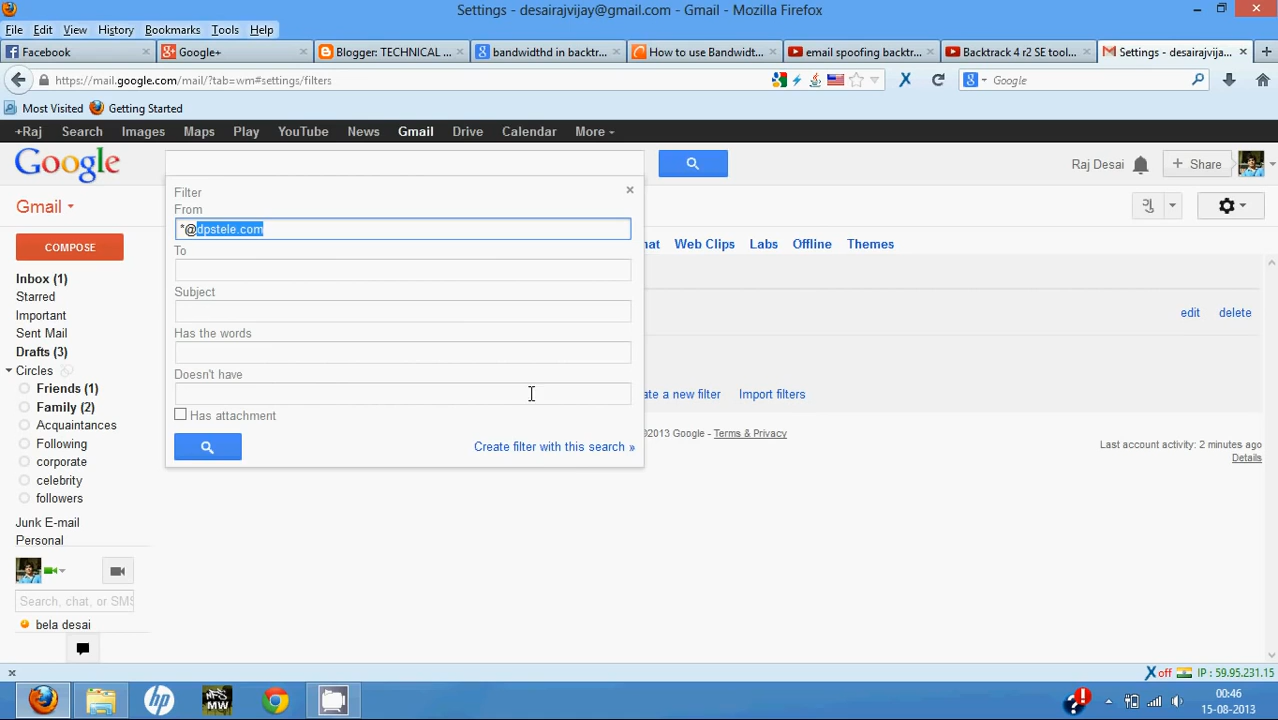 Settings - desairajvijay@gmail.com - Gmail - Mozilla Firefox
File Edit View History Bookmarks Tools Help
Facebook Google+ Blogger: TECHNICAL ... bandwidthd in backtr... How to use Bandwidt... email spoofing backtr... Backtrack 4 r2 SE tool... Settings - desairajvija...
https://mail.google.com/mail/?tab=wm#settings/filters Google
Most Visited Getting Started
+Raj Search Images Maps Play YouTube News Gmail Drive Calendar More
Google Raj Desai + Share
Filter
From
Gmail
*@dpstele.com
COMPOSE To hat Web Clips Labs Offline Themes
Inbox (1)
Starred Subject
Important edit delete
Sent Mail Has the words
Drafts (3)
Circles Doesn't have
Friends (1) ate a new filter Import filters
Family (2) Has attachment
Acquaintances ©2013 Google - Terms & Privacy
Following Create filter with this search » Last account activity: 2 minutes ago
corporate Details
celebrity
followers
Junk E-mail
Personal
Search, chat, or SMS
bela desai
off IP : 59.95.231.15
hp MW 00:46
15-08-2013